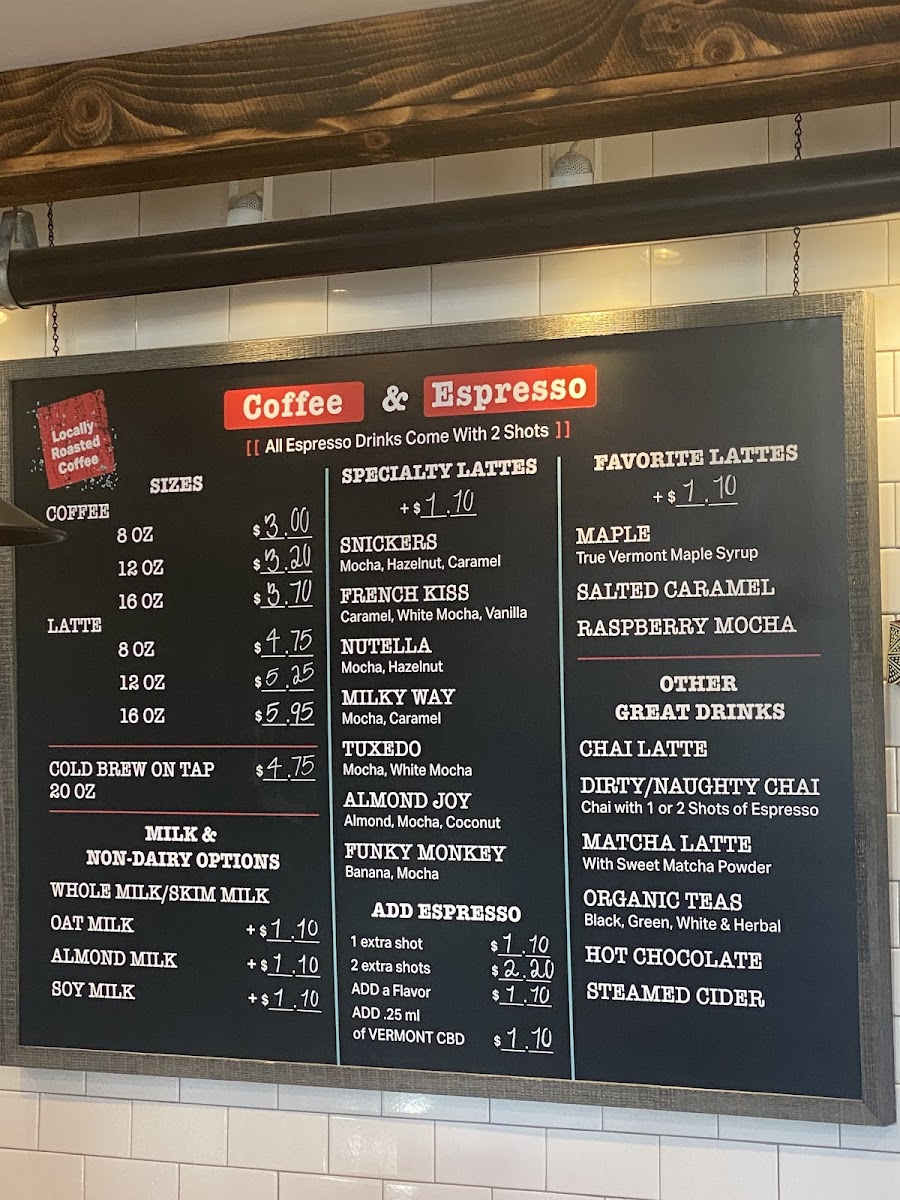 Locally
Roasted
Coffee
Coffee & Espresso
[[ All Espresso Drinks Come With 2 Shots ]]
SIZES
COFFEE
8 OZ $3.00
12 OZ $3.20
16 OZ $3.70
LATTE
8 OZ $4.75
12 OZ $5.25
16 OZ $5.95
COLD BREW ON TAP $4.75
20 OZ
MILK &
NON-DAIRY OPTIONS
WHOLE MILK/SKIM MILK
OAT MILK +$1.10
ALMOND MILK +$1.10
SOY MILK +$1.10
SPECIALTY LATTES
+$1.10
SNICKERS
Mocha, Hazelnut, Caramel
FRENCH KISS
Caramel, White Mocha, Vanilla
NUTELLA
Mocha, Hazelnut
MILKY WAY
Mocha, Caramel
TUXEDO
Mocha, White Mocha
ALMOND JOY
Almond, Mocha, Coconut
FUNKY MONKEY
Banana, Mocha
ADD ESPRESSO
1 extra shot $1.10
2 extra shots $2.20
ADD a Flavor $1.10
ADD .25 ml
of VERMONT CBD $1.10
FAVORITE LATTES
+$1.10
MAPLE
True Vermont Maple Syrup
SALTED CARAMEL
RASPBERRY MOCHA
OTHER
GREAT DRINKS
CHAI LATTE
DIRTY/NAUGHTY CHAI
Chai with 1 or 2 Shots of Espresso
MATCHA LATTE
With Sweet Matcha Powder
ORGANIC TEAS
Black, Green, White & Herbal
HOT CHOCOLATE
STEAMED CIDER